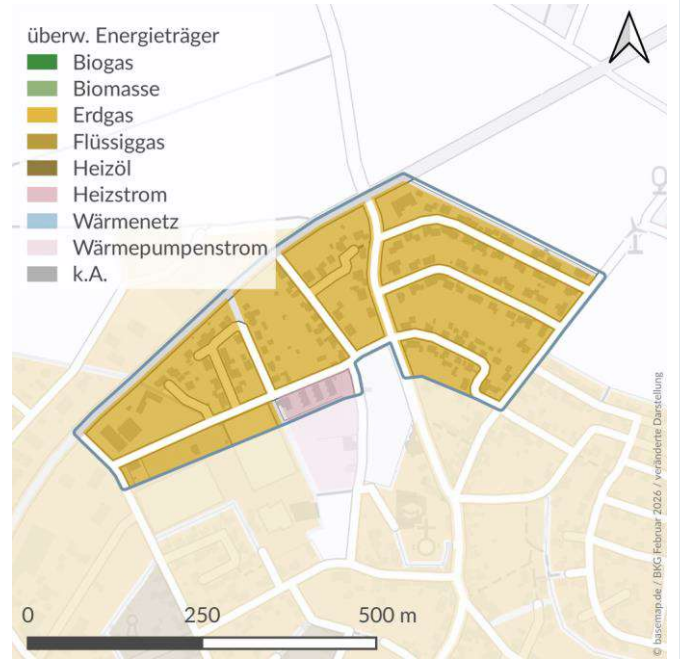 überw. Energieträger
Biogas
Biomasse
Erdgas
Flüssiggas
Heizöl
Heizstrom
Wärmenetz
Wärmepumpenstrom
k.A.
0 250 500 m
© basemap.de / BKG Februar 2026 / veränderte Darstellung